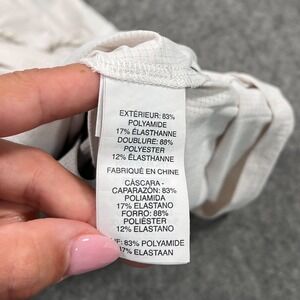 EXTÉRIEUR: 83%
POLYAMIDE
17% ÉLASTHANNE
DOUBLURE: 88%
POLYESTER
12% ÉLASTHANNE
FABRIQUÉ EN CHINE
CÀSCARA -
CAPARAZÓN: 83%
POLIAMIDA
17% ELASTANO
FORRO: 88%
POLIÉSTER
12% ELASTANO
83% POLYAMIDE
17% ELASTAAN